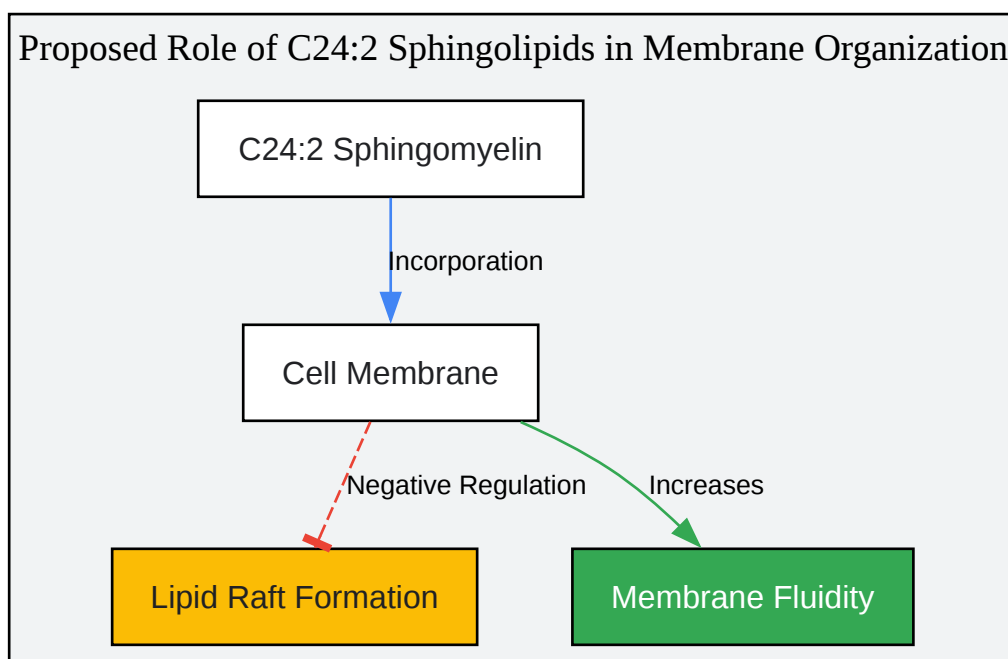 Proposed Role of C24:2 Sphingolipids in Membrane Organization
C24:2 Sphingomyelin
Incorporation
Cell Membrane
Negative Regulation
Increases
Lipid Raft Formation
Membrane Fluidity